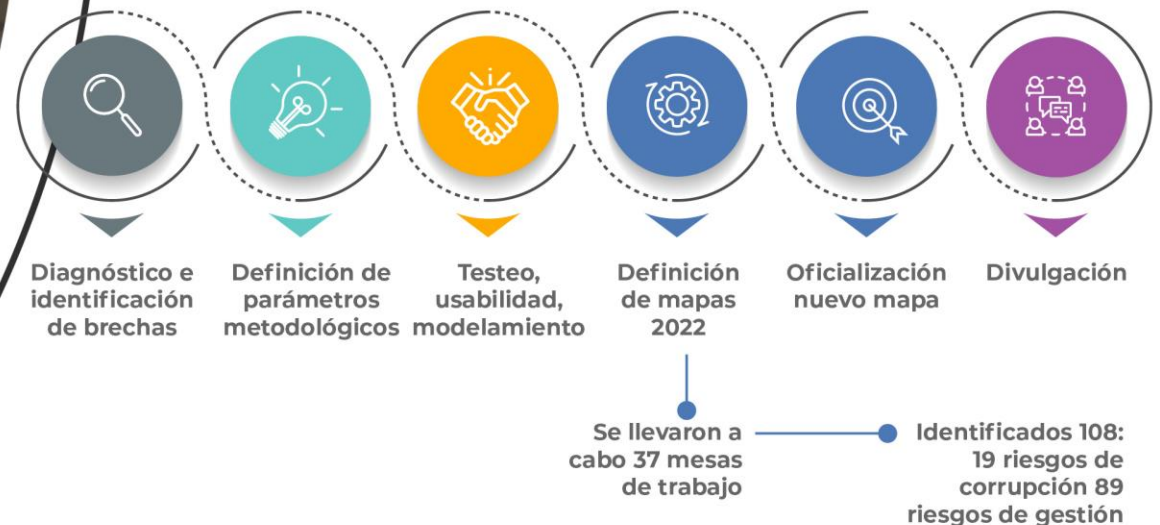 Diagnóstico e
identificación
de brechas
Definición de
parámetros
metodológicos
Testeo,
usabilidad,
modelamiento
Definición
de mapas
2022
Oficialización
nuevo mapa
Divulgación
Se llevaron a
cabo 37 mesas
de trabajo
Identificados 108:
19 riesgos de
corrupción 89
riesgos de gestión